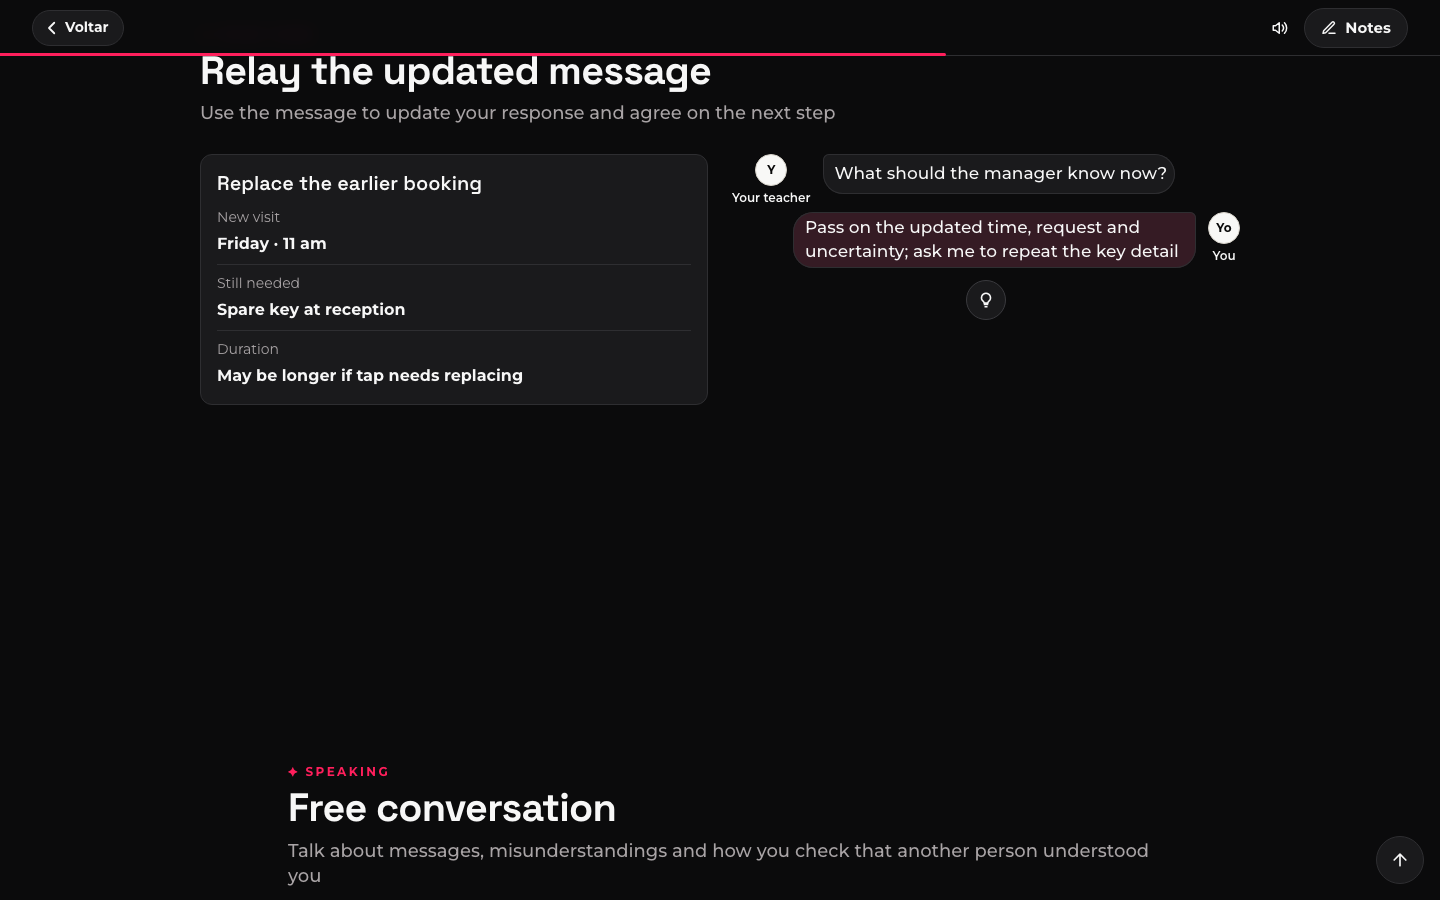 Voltar
Notes
Relay the updated message
Use the message to update your response and agree on the next step
Replace the earlier booking
New visit
Friday · 11 am
Still needed
Spare key at reception
Duration
May be longer if tap needs replacing
Y
Your teacher
What should the manager know now?
Pass on the updated time, request and
uncertainty; ask me to repeat the key detail
Yo
You
SPEAKING
Free conversation
Talk about messages, misunderstandings and how you check that another person understood
you